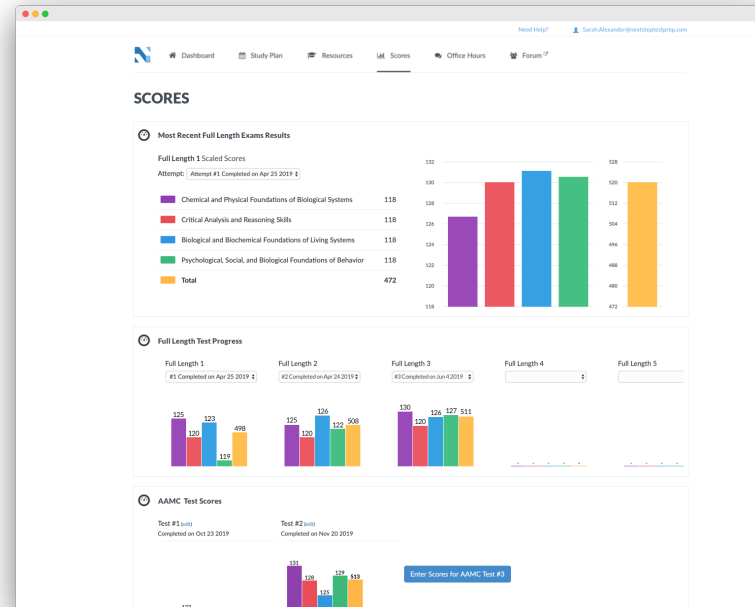 Need Help?
Sarah.Alexander@nextsteptestprep.com
Dashboard
Study Plan
Resources
Scores
Office Hours
Forum
SCORES
Most Recent Full Length Exams Results
Full Length 1 Scaled Scores
Attempt: Attempt #1 Completed on Apr 25 2019
Chemical and Physical Foundations of Biological Systems 118
Critical Analysis and Reasoning Skills 118
Biological and Biochemical Foundations of Living Systems 118
Psychological, Social, and Biological Foundations of Behavior 118
Total 472
132
130
128
126
124
122
120
118
528
520
512
504
496
488
480
472
Full Length Test Progress
Full Length 1
#1 Completed on Apr 25 2019
125
120
123
119
498
Full Length 2
#2 Completed on Apr 24 2019
125
120
126
122
508
Full Length 3
#3 Completed on Jun 4 2019
130
120
126
127
511
Full Length 4
Full Length 5
AAMC Test Scores
Test #1 (edit)
Completed on Oct 23 2019
Test #2 (edit)
Completed on Nov 20 2019
131
128
125
129
513
Enter Scores for AAMC Test #3